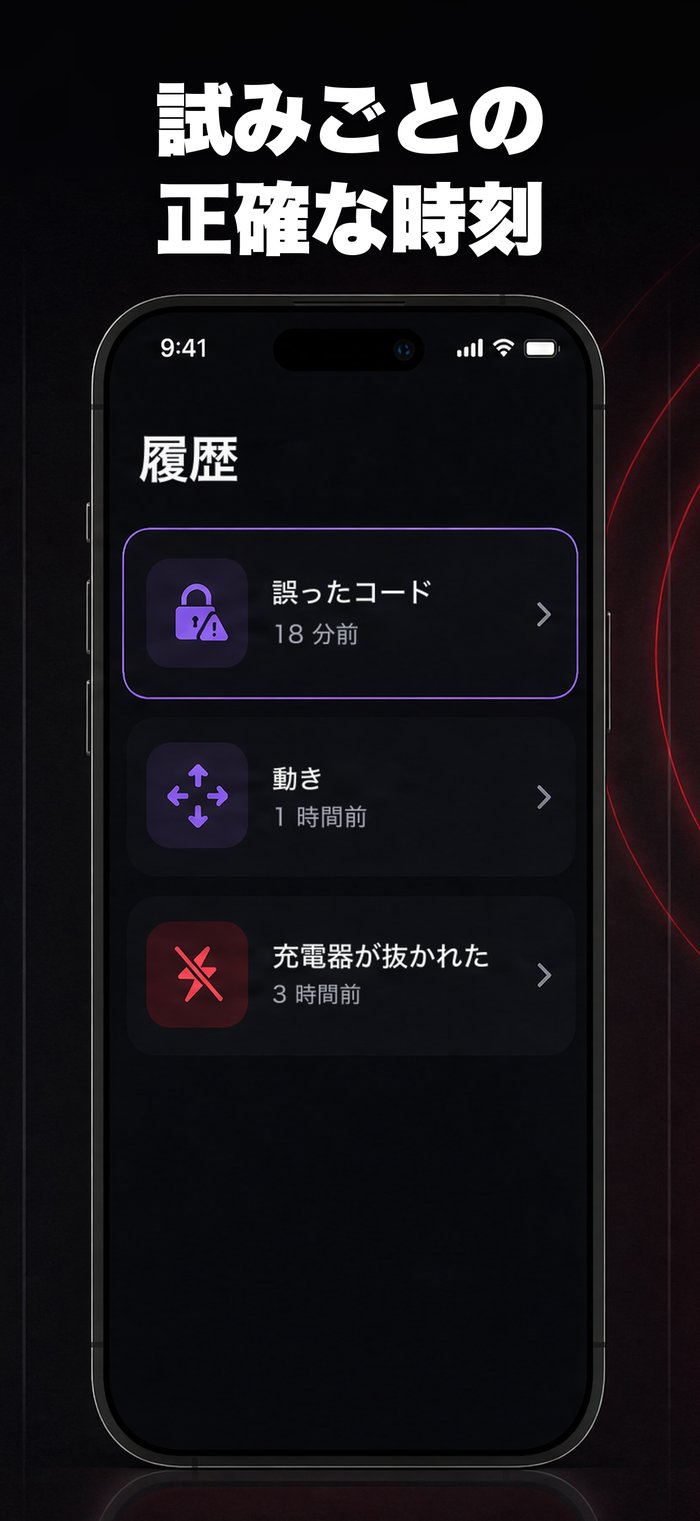 試みごとの
正確な時刻
9:41
履歴
誤ったコード
18 分前
動き
1 時間前
充電器が抜かれた
3 時間前